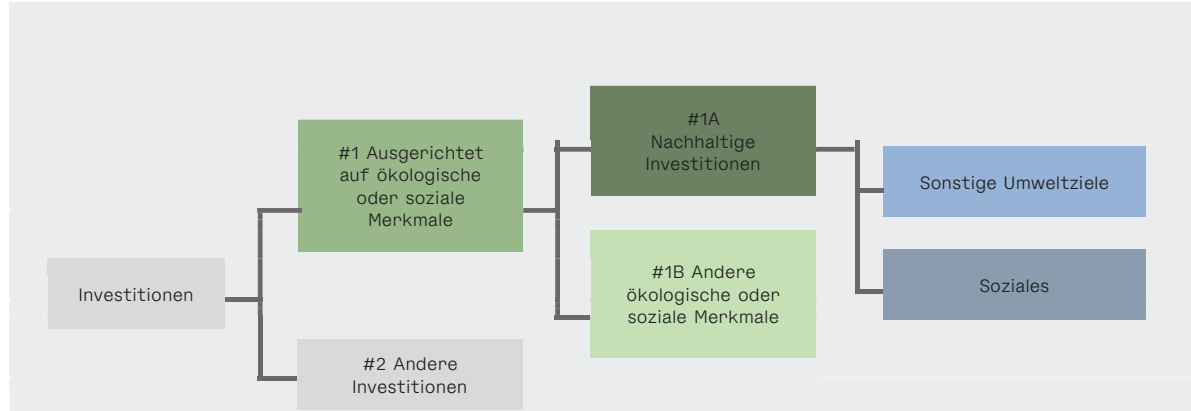 Investitionen
#1 Ausgerichtet
auf ökologische
oder soziale
Merkmale
#2 Andere
Investitionen
#1A
Nachhaltige
Investitionen
#1B Andere
ökologische oder
soziale Merkmale
Sonstige Umweltziele
Soziales